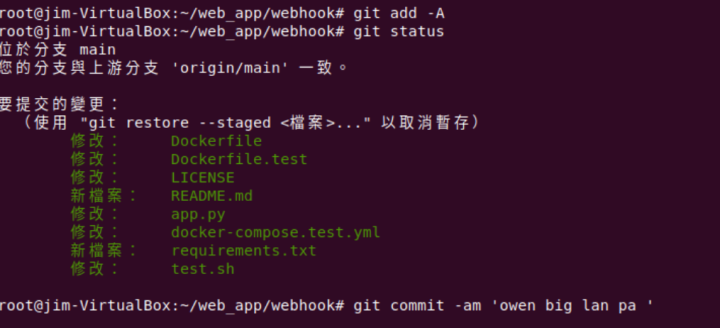 root@jim-VirtualBox:~/web_app/webhook# git add -A
root@jim-VirtualBox:~/web_app/webhook# git status
位於分支 main
您的分支與上游分支 'origin/main' 一致。
要提交的變更：
（使用 "git restore --staged <檔案>..." 以取消暫存）
修改： Dockerfile
修改： Dockerfile.test
修改： LICENSE
新檔案： README.md
修改： app.py
修改： docker-compose.test.yml
新檔案： requirements.txt
修改： test.sh
root@jim-VirtualBox:~/web_app/webhook# git commit -am 'owen big lan pa '